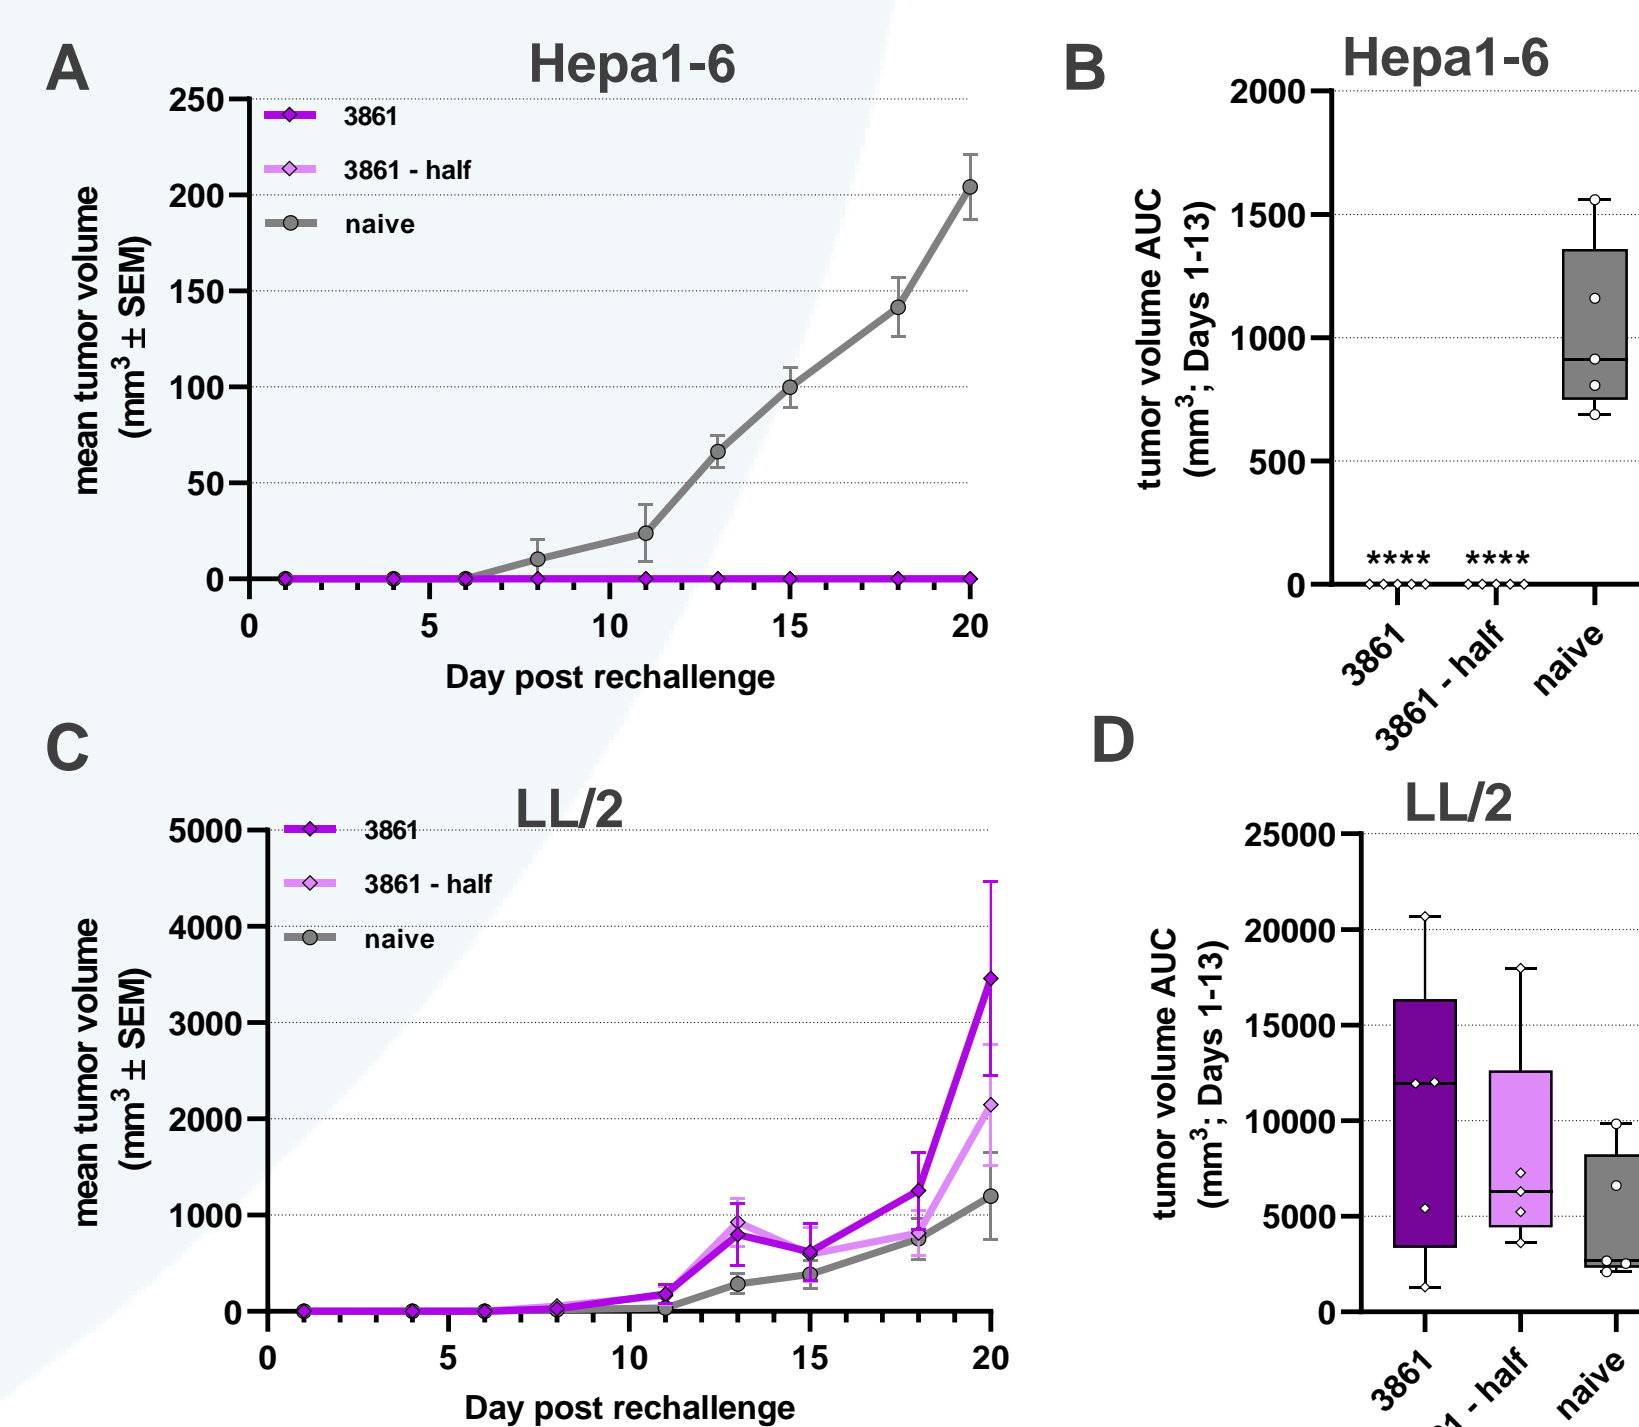 A
Hepa1-6
mean tumor volume
(mm³ ± SEM)
250
200
150
100
50
0
3861
3861 - half
naive
0 5 10 15 20
Day post rechallenge
B
Hepa1-6
tumor volume AUC
(mm³; Days 1-13)
2000
1500
1000
500
0
**** ****
3861
3861 - half
naive
C
LL/2
mean tumor volume
(mm³ ± SEM)
5000
4000
3000
2000
1000
0
3861
3861 - half
naive
0 5 10 15 20
Day post rechallenge
D
LL/2
tumor volume AUC
(mm³; Days 1-13)
25000
20000
15000
10000
5000
0
3861
- half
naive